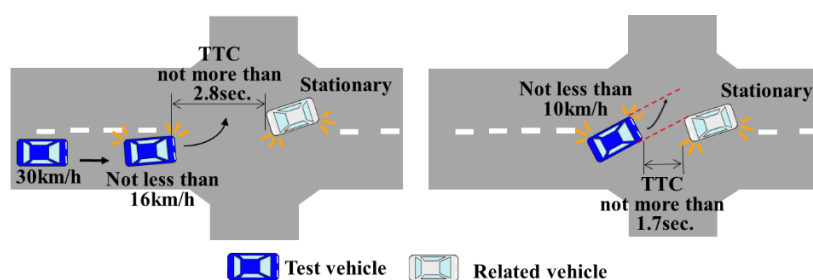 TTC
not more than
2.8sec.
Stationary
30km/h
Not less than
16km/h
Not less than
10km/h
Stationary
TTC
not more than
1.7sec.
Test vehicle
Related vehicle